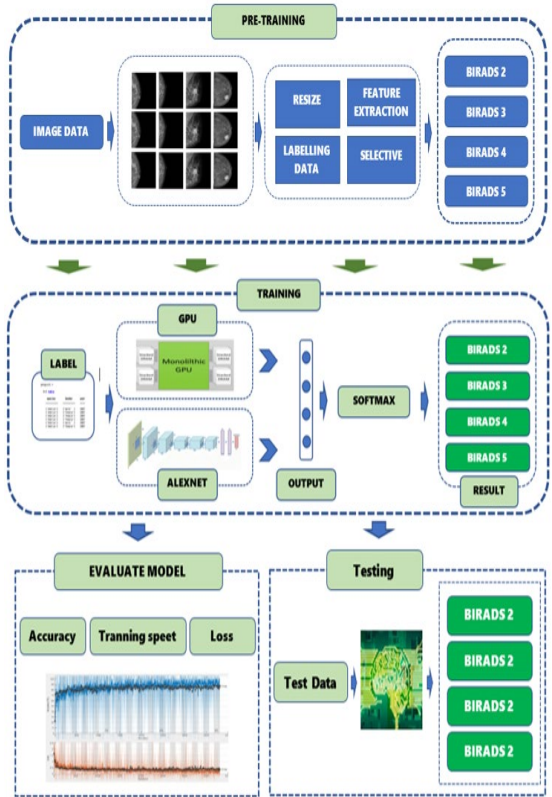 PRE-TRAINING
IMAGE DATA
RESIZE
FEATURE
EXTRACTION
LABELLING
DATA
SELECTIVE
BIRADS 2
BIRADS 3
BIRADS 4
BIRADS 5
TRAINING
LABEL
GPU
Monolithic
GPU
ALEXNET
OUTPUT
SOFTMAX
BIRADS 2
BIRADS 3
BIRADS 4
BIRADS 5
RESULT
EVALUATE MODEL
Accuracy
Tranning speet
Loss
Testing
Test Data
BIRADS 2
BIRADS 2
BIRADS 2
BIRADS 2